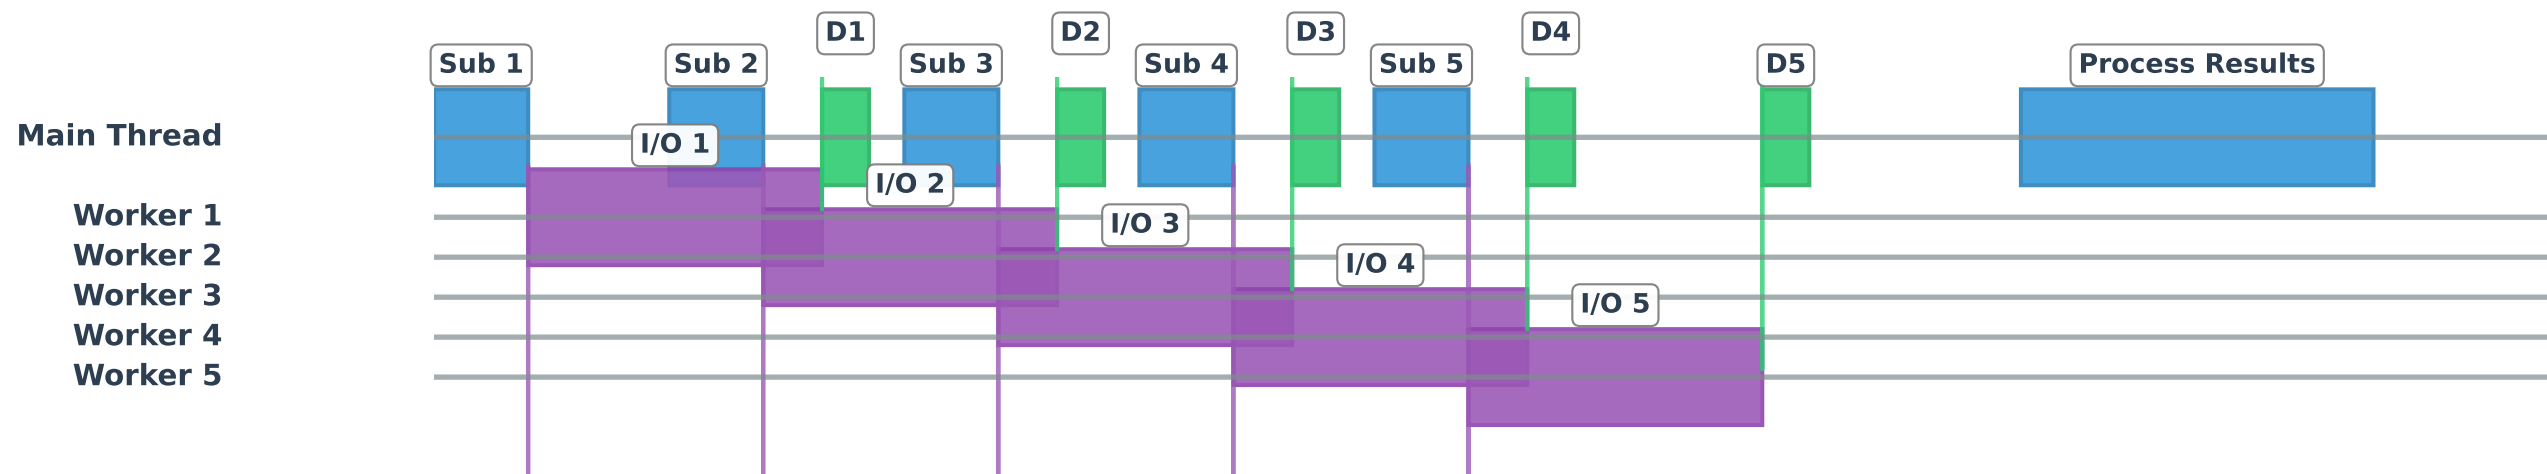 D1
D2
D3
D4
Sub 1
Sub 2
Sub 3
Sub 4
Sub 5
D5
Process Results
Main Thread
I/O 1
I/O 2
Worker 1
I/O 3
Worker 2
I/O 4
Worker 3
I/O 5
Worker 4
Worker 5